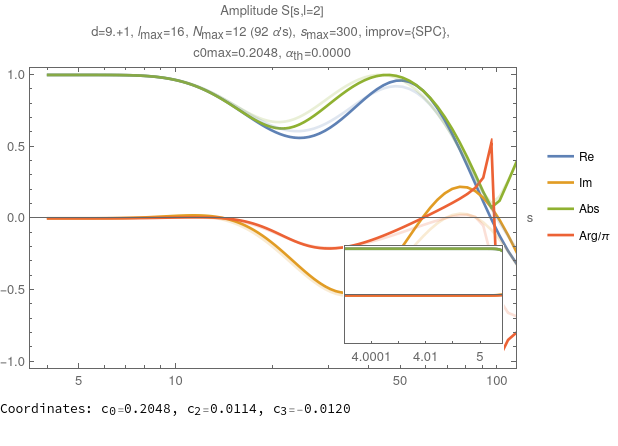 Amplitude S[s,l=2]
d=9.+1, lmax=16, Nmax=12 (92 α's), smax=300, improv={SPC},
c0max=0.2048, αth=0.0000
1.0
0.5
0.0
−0.5
−1.0
s
Re
Im
Abs
Arg/π
4.0001 4.01 5
5 10 50 100
Coordinates: c0=0.2048, c2=0.0114, c3=-0.0120